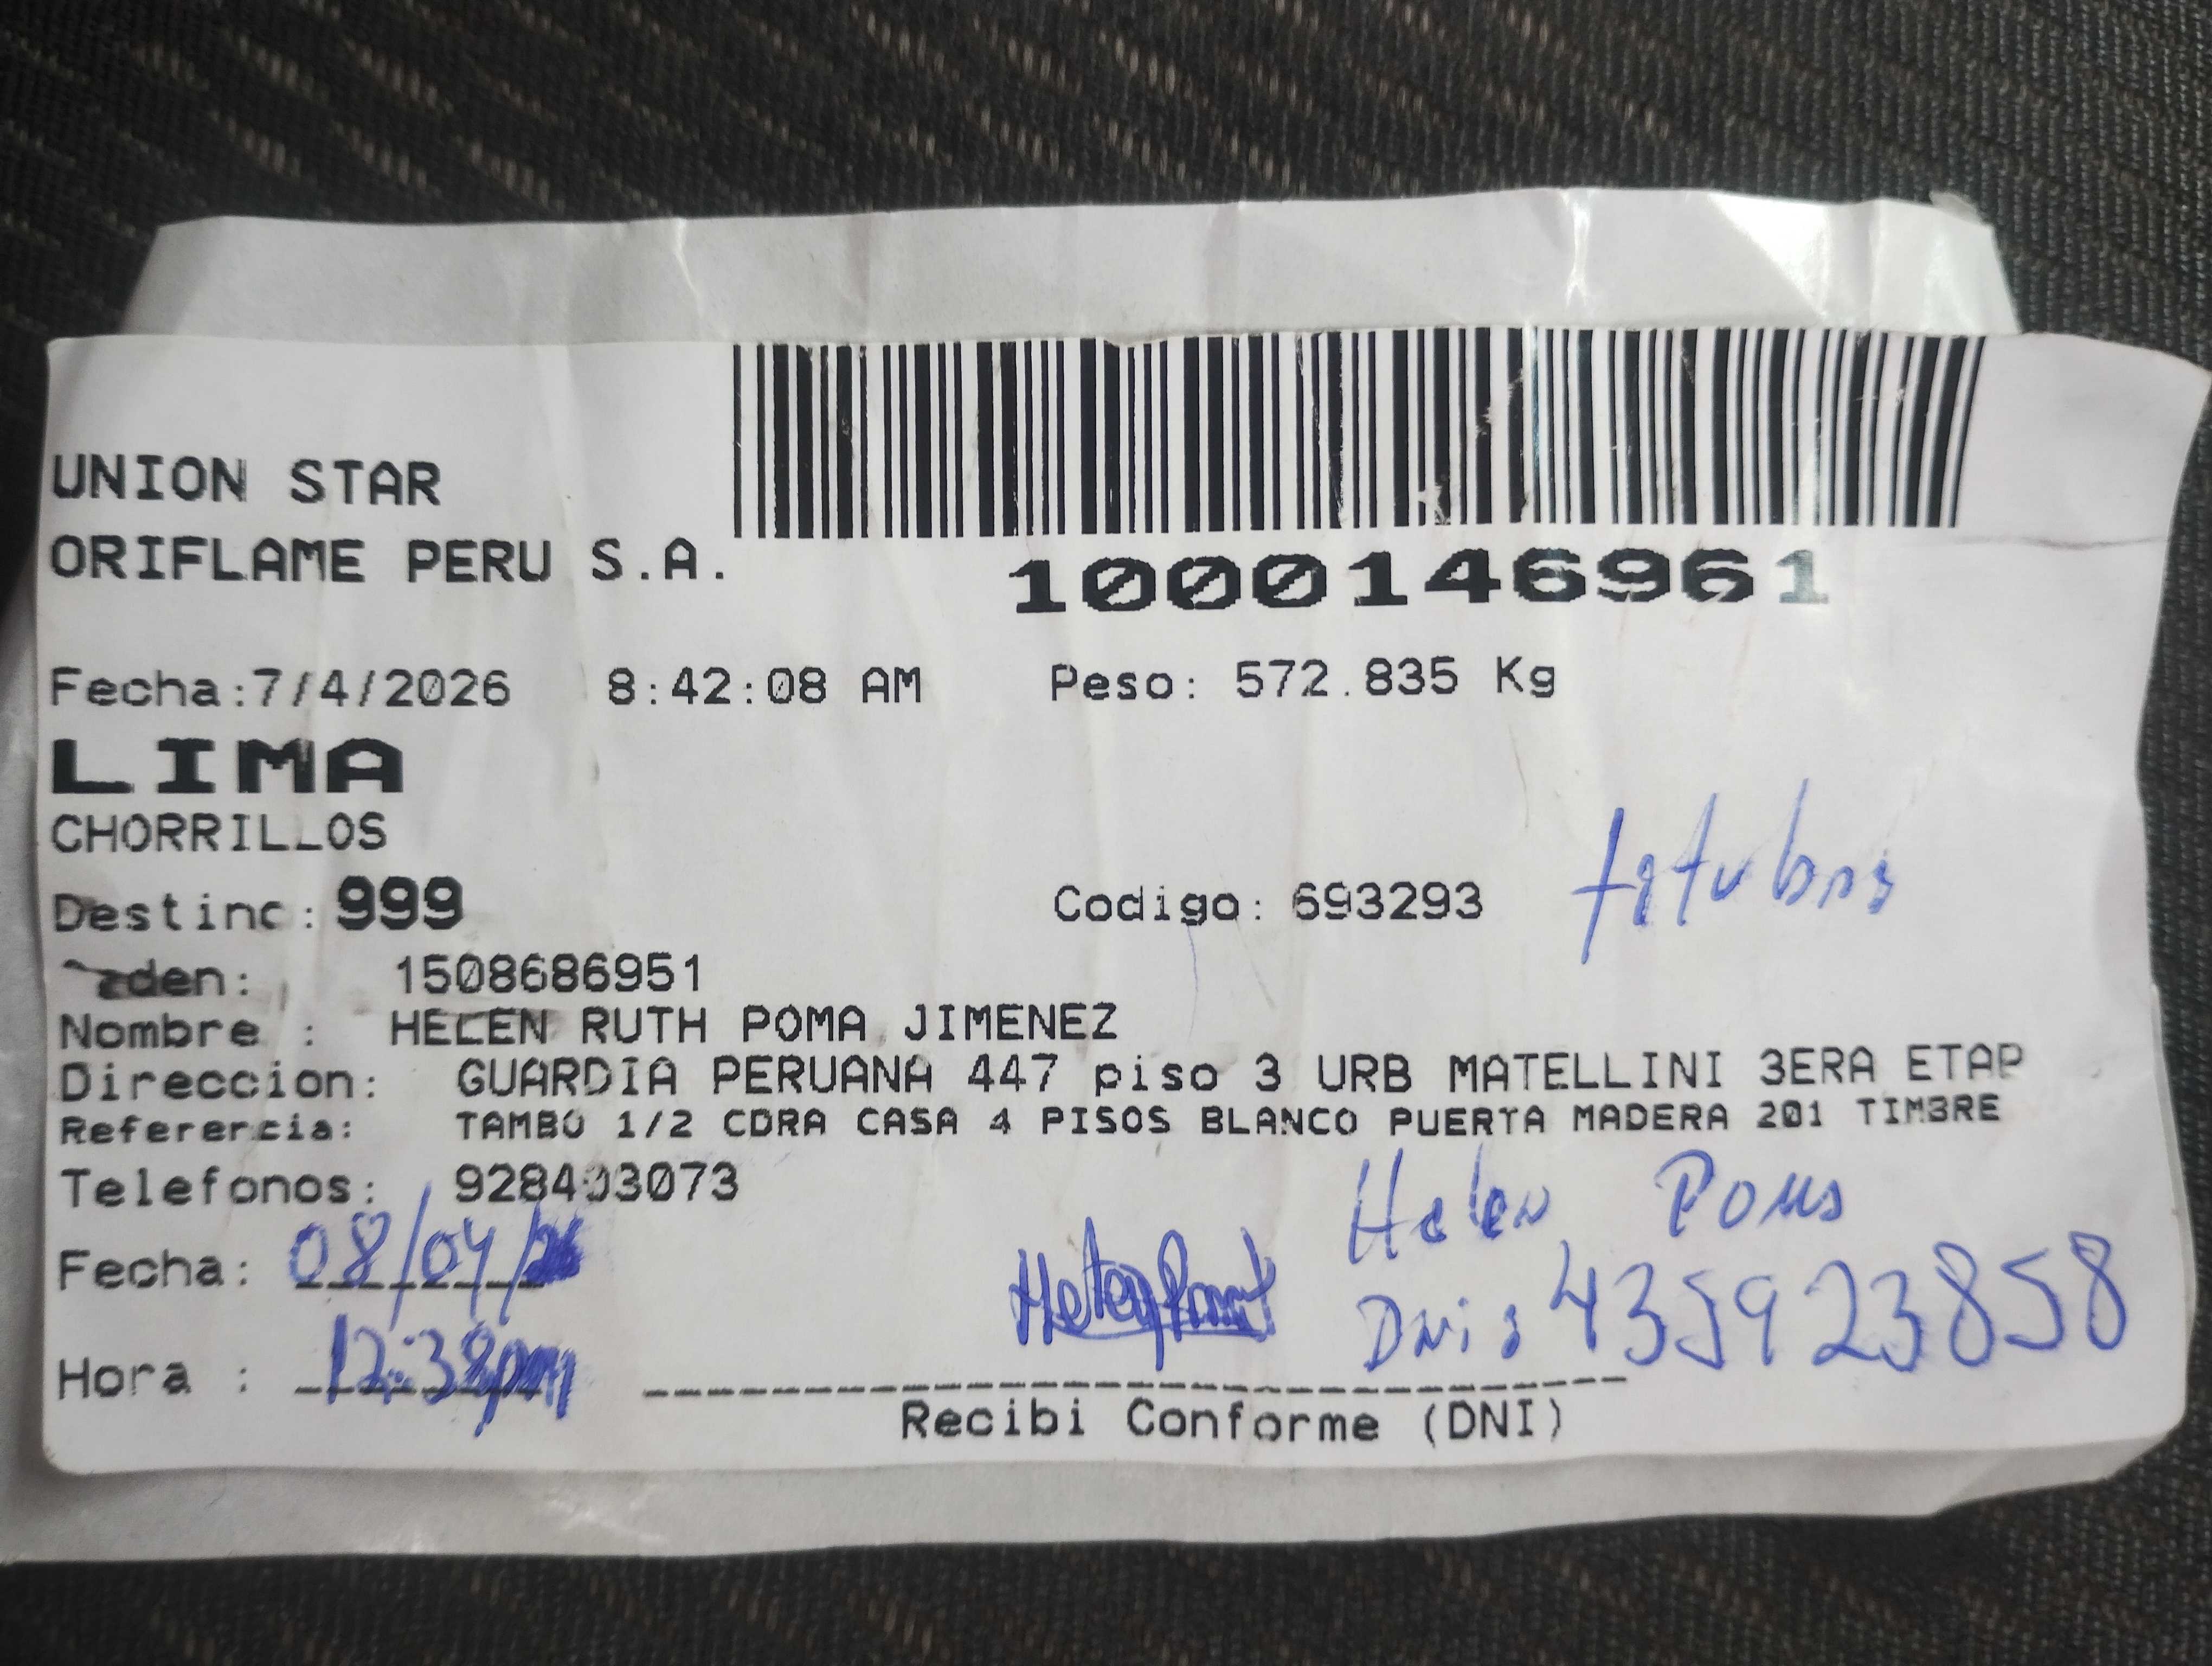 UNION STAR
ORIFLAME PERU S.A.
1000146961
Fecha:7/4/2026 8:42:08 AM Peso: 572.835 Kg
LIMA
CHORRILLOS
Destino: 999 Codigo: 693293
1508686951
Nombre : HELEN RUTH POMA JIMENEZ
Direccion: GUARDIA PERUANA 447 piso 3 URB MATELLINI 3ERA ETAP
Referencia: TAMBO 1/2 CDRA CASA 4 PISOS BLANCO PUERTA MADERA 201 TIMBRE
Telefonos: 928403073
Helen Poma
Fecha: 08/04/26
Dni: 435923858
Hora : 12:38pm
Recibi Conforme (DNI)